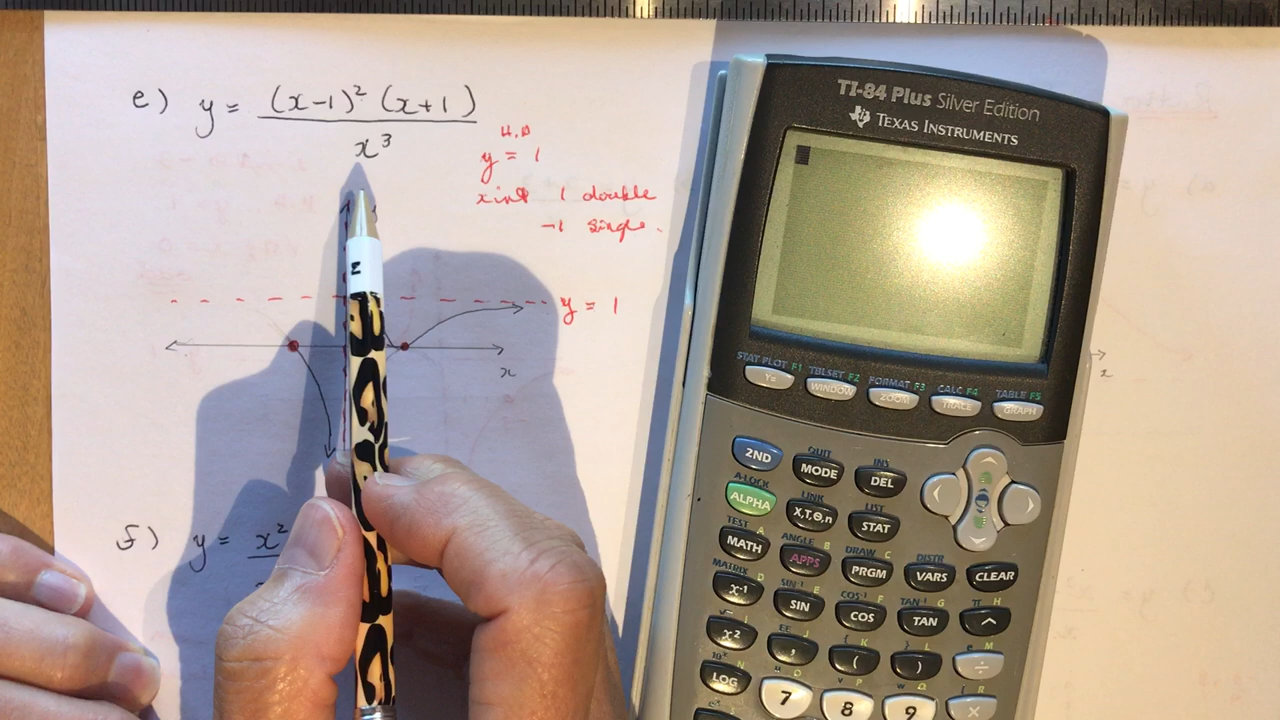 e) y = (x-1)² (x+1)
x³
H.A
y = 1
x int 1 double
-1 single.
y = 1
x
f) y = x²
TI-84 Plus Silver Edition
TEXAS INSTRUMENTS
STAT PLOT F1 TBLSET F2 FORMAT F3 CALC F4 TABLE F5
Y= WINDOW ZOOM TRACE GRAPH
QUIT INS
2ND MODE DEL
A-LOCK LINK LIST
ALPHA X,T,Θ,n STAT
TEST A ANGLE B DRAW C DISTR
MATH APPS PRGM VARS CLEAR
MATRIX D SIN⁻¹ E COS⁻¹ F TAN⁻¹ G π H
x⁻¹ SIN COS TAN ^
√ I EE J { K } L e M
x² , ( ) ÷
10ˣ N u O v P w Q [ R
LOG 7 8 9 ×
x